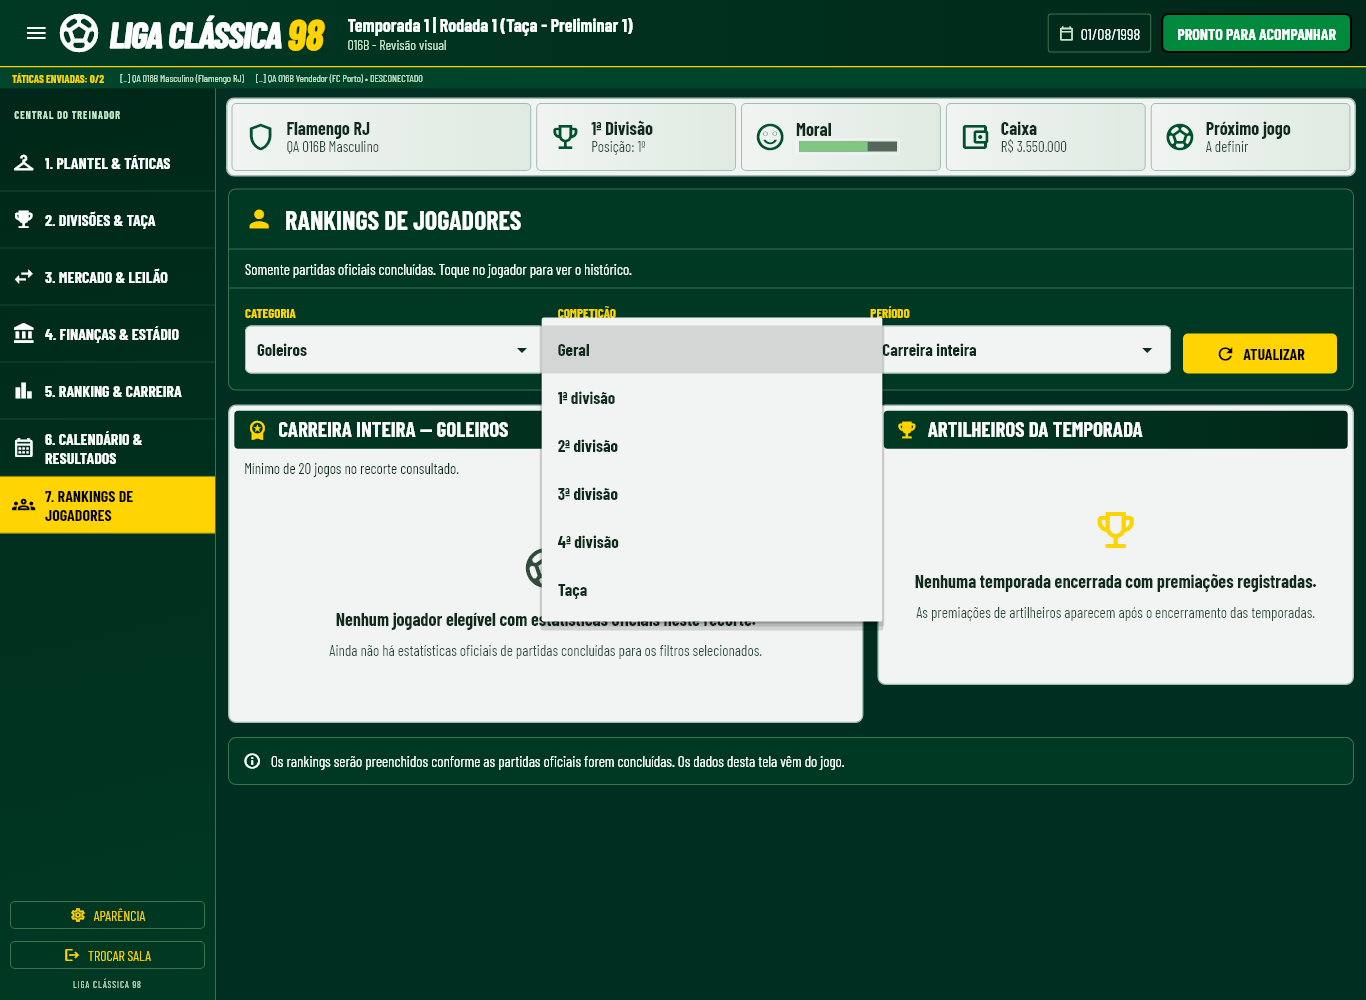 LIGA CLÁSSICA 98
Temporada 1 | Rodada 1 (Taça - Preliminar 1)
016B - Revisão visual
01/08/1998
PRONTO PARA ACOMPANHAR
TÁTICAS ENVIADAS: 0/2
[...] QA 016B Masculino (Flamengo RJ)
[...] QA 016B Vendedor (FC Porto) • DESCONECTADO
CENTRAL DO TREINADOR
1. PLANTEL & TÁTICAS
2. DIVISÕES & TAÇA
3. MERCADO & LEILÃO
4. FINANÇAS & ESTÁDIO
5. RANKING & CARREIRA
6. CALENDÁRIO &
RESULTADOS
7. RANKINGS DE
JOGADORES
APARÊNCIA
TROCAR SALA
LIGA CLÁSSICA 98
Flamengo RJ
QA 016B Masculino
1ª Divisão
Posição: 1º
Moral
Caixa
R$ 3.550.000
Próximo jogo
A definir
RANKINGS DE JOGADORES
Somente partidas oficiais concluídas. Toque no jogador para ver o histórico.
CATEGORIA
Goleiros
COMPETIÇÃO
Geral
1ª divisão
2ª divisão
3ª divisão
4ª divisão
Taça
PERÍODO
Carreira inteira
ATUALIZAR
CARREIRA INTEIRA — GOLEIROS
Mínimo de 20 jogos no recorte consultado.
Nenhum jogador elegível com estatísticas oficiais neste recorte.
Ainda não há estatísticas oficiais de partidas concluídas para os filtros selecionados.
ARTILHEIROS DA TEMPORADA
Nenhuma temporada encerrada com premiações registradas.
As premiações de artilheiros aparecem após o encerramento das temporadas.
Os rankings serão preenchidos conforme as partidas oficiais forem concluídas. Os dados desta tela vêm do jogo.